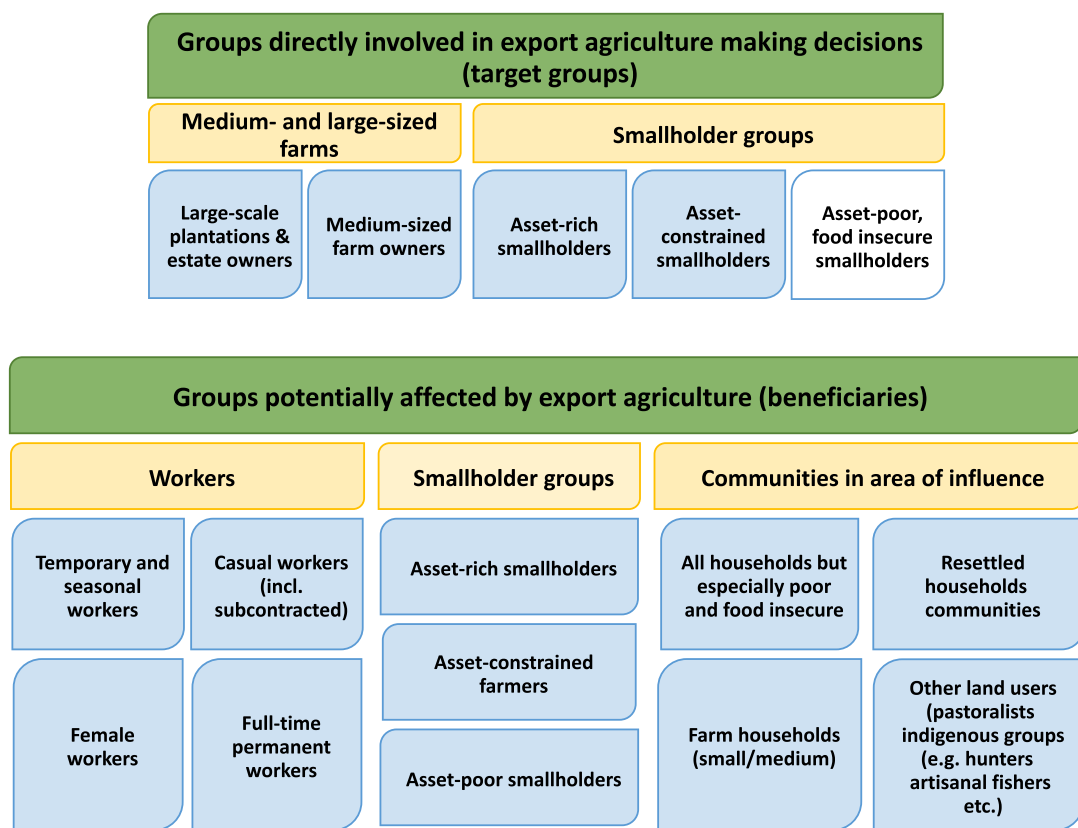 Groups directly involved in export agriculture making decisions
(target groups)
Medium- and large-sized
farms
Smallholder groups
Large-scale
plantations &
estate owners
Medium-sized
farm owners
Asset-rich
smallholders
Asset-
constrained
smallholders
Asset-poor,
food insecure
smallholders
Groups potentially affected by export agriculture (beneficiaries)
Workers
Smallholder groups
Communities in area of influence
Temporary and
seasonal
workers
Casual workers
(incl.
subcontracted)
Female
workers
Full-time
permanent
workers
Asset-rich smallholders
Asset-constrained
farmers
Asset-poor smallholders
All households but
especially poor
and food insecure
Resettled
households
communities
Farm households
(small/medium)
Other land users
(pastoralists
indigenous groups
(e.g. hunters
artisanal fishers
etc.)